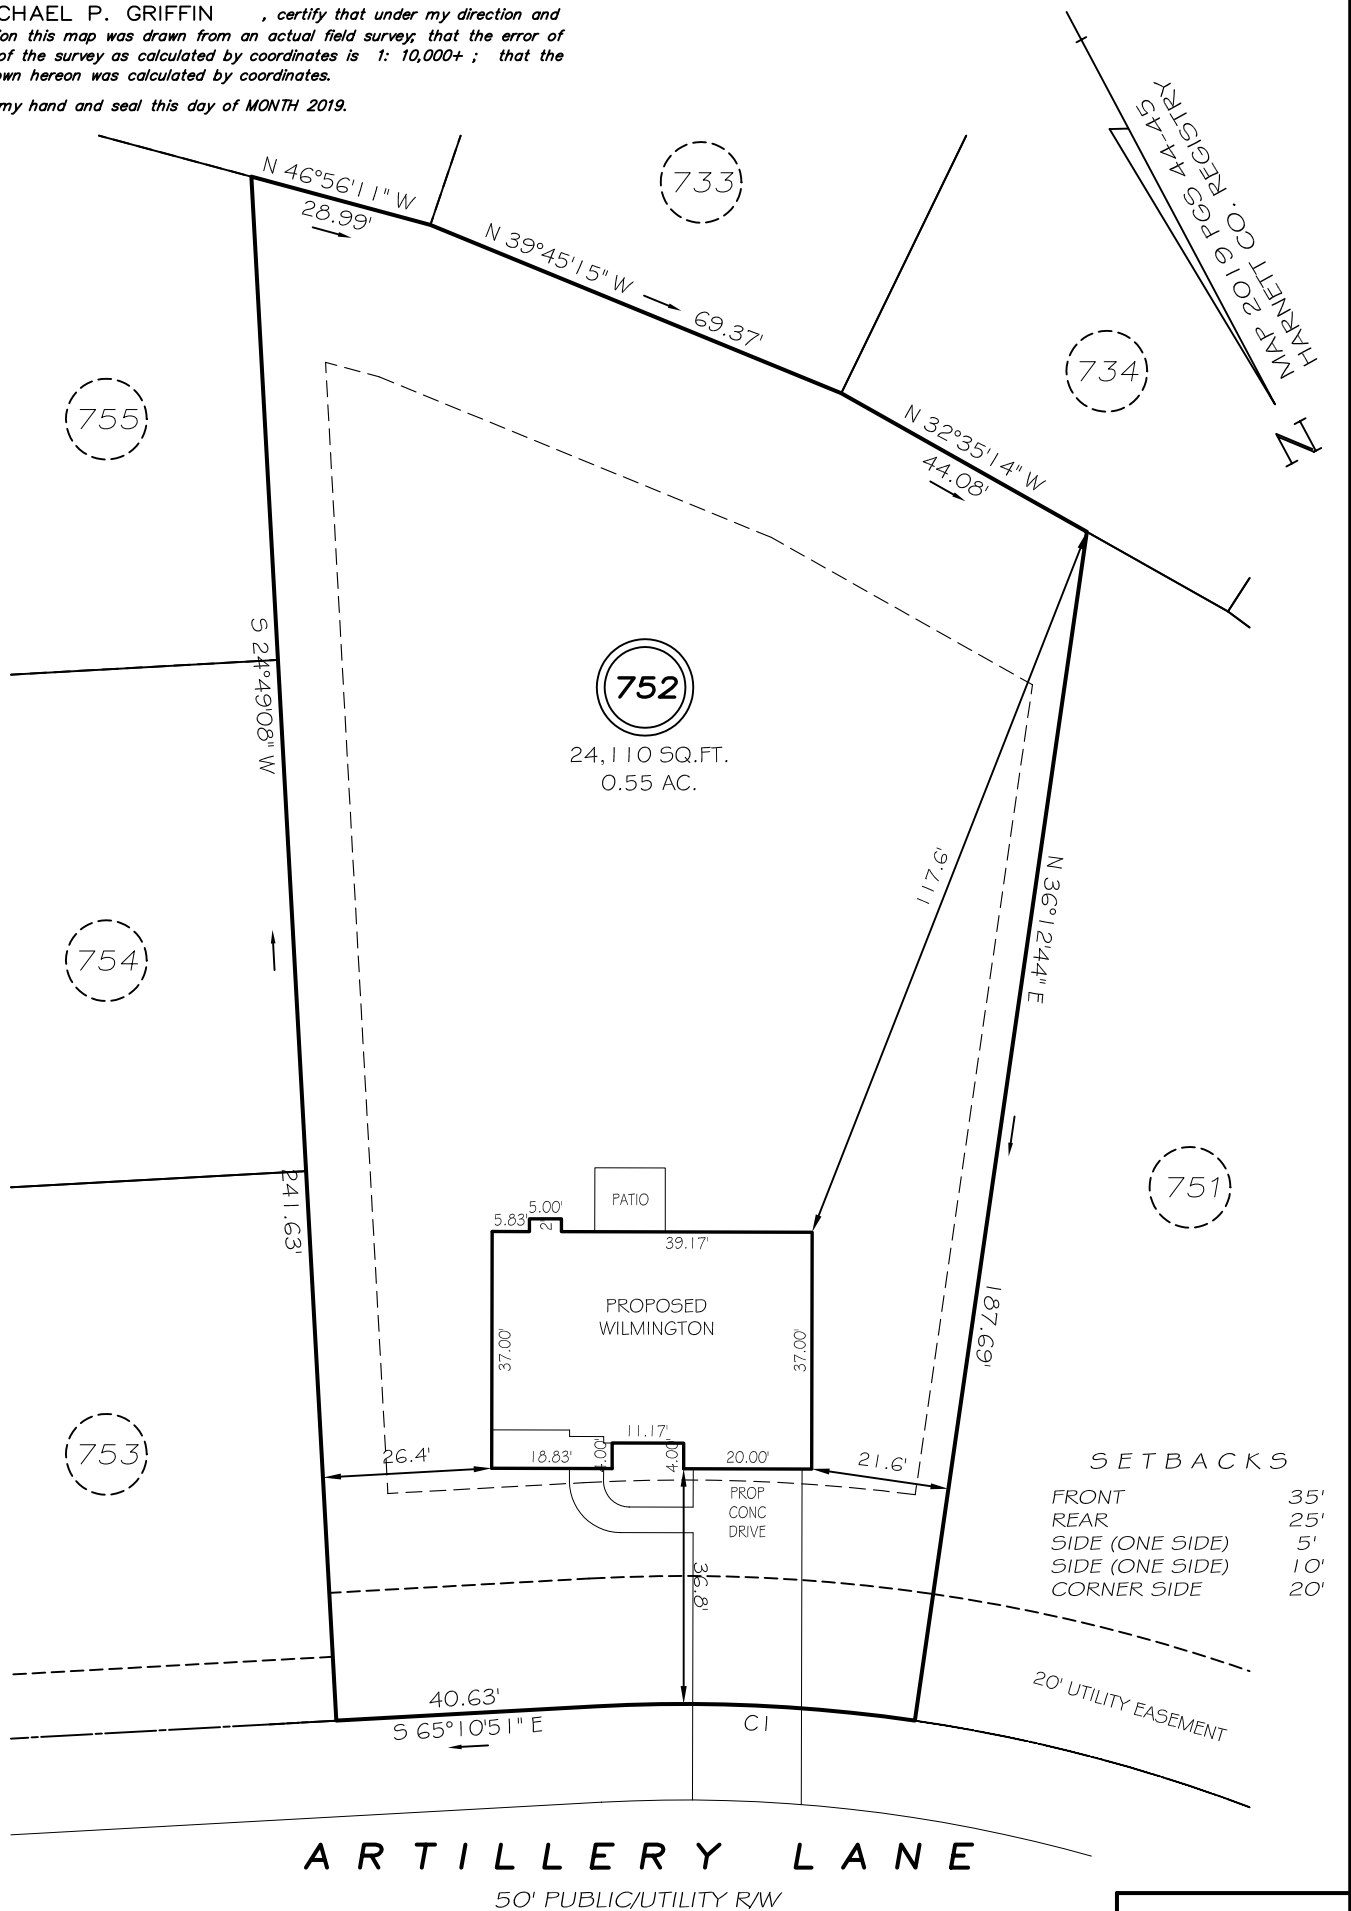 CHAEL P. GRIFFIN , certify that under my direction and
ion this map was drawn from an actual field survey; that the error of
of the survey as calculated by coordinates is 1: 10,000+ ; that the
own hereon was calculated by coordinates.
my hand and seal this day of MONTH 2019.
MAP 2019 PGS 44-45
HARNETT CO. REGISTRY
N
N 46°56'11" W
28.99'
733
N 39°45'15" W
69.37'
734
755
N 32°35'14" W
44.08'
S 24°49'08" W
752
24,110 SQ.FT.
0.55 AC.
117.6'
N 36°12'44" E
754
751
241.63'
PATIO
5.83'
5.00'
2'
39.17'
PROPOSED
WILMINGTON
37.00'
37.00'
187.69'
753
26.4'
18.83'
4.00'
11.17'
4.00'
20.00'
21.6'
PROP
CONC
DRIVE
36.8'
SETBACKS
FRONT 35'
REAR 25'
SIDE (ONE SIDE) 5'
SIDE (ONE SIDE) 10'
CORNER SIDE 20'
40.63'
S 65°10'51" E
C1
20' UTILITY EASEMENT
ARTILLERY LANE
50' PUBLIC/UTILITY R/W